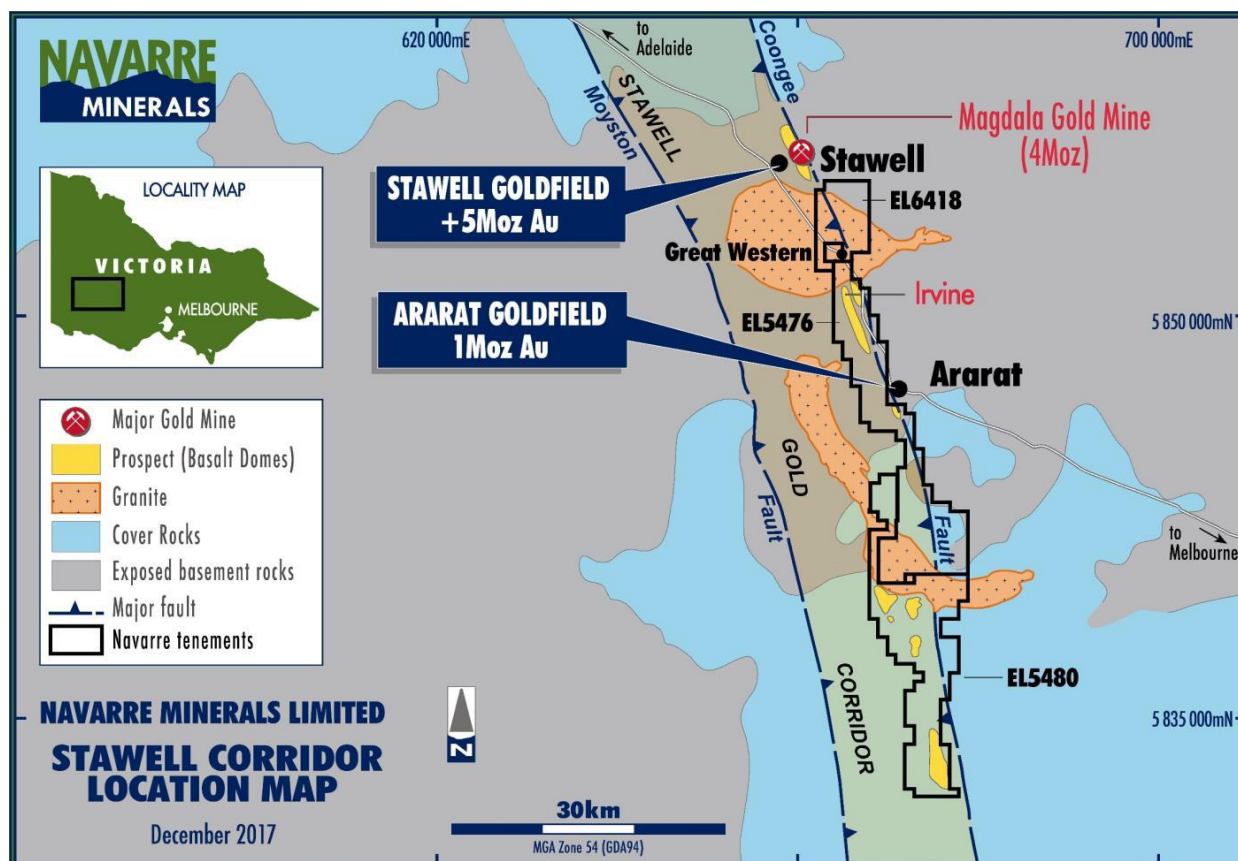 NAVARRE
MINERALS
620 000mE
700 000mE
to
Adelaide
Coongee
STAWELL
Moyston
Magdala Gold Mine
(4Moz)
Stawell
LOCALITY MAP
VICTORIA
MELBOURNE
STAWELL GOLDFIELD
+5Moz Au
EL6418
Great Western
Irvine
ARARAT GOLDFIELD
1Moz Au
EL5476
5 850 000mN
Ararat
Major Gold Mine
Prospect (Basalt Domes)
Granite
Cover Rocks
Exposed basement rocks
Major fault
Navarre tenements
GOLD
Fault
Fault
to
Melbourne
CORRIDOR
EL5480
5 835 000mN
NAVARRE MINERALS LIMITED
STAWELL CORRIDOR
LOCATION MAP
December 2017
N
30km
MGA Zone 54 (GDA94)